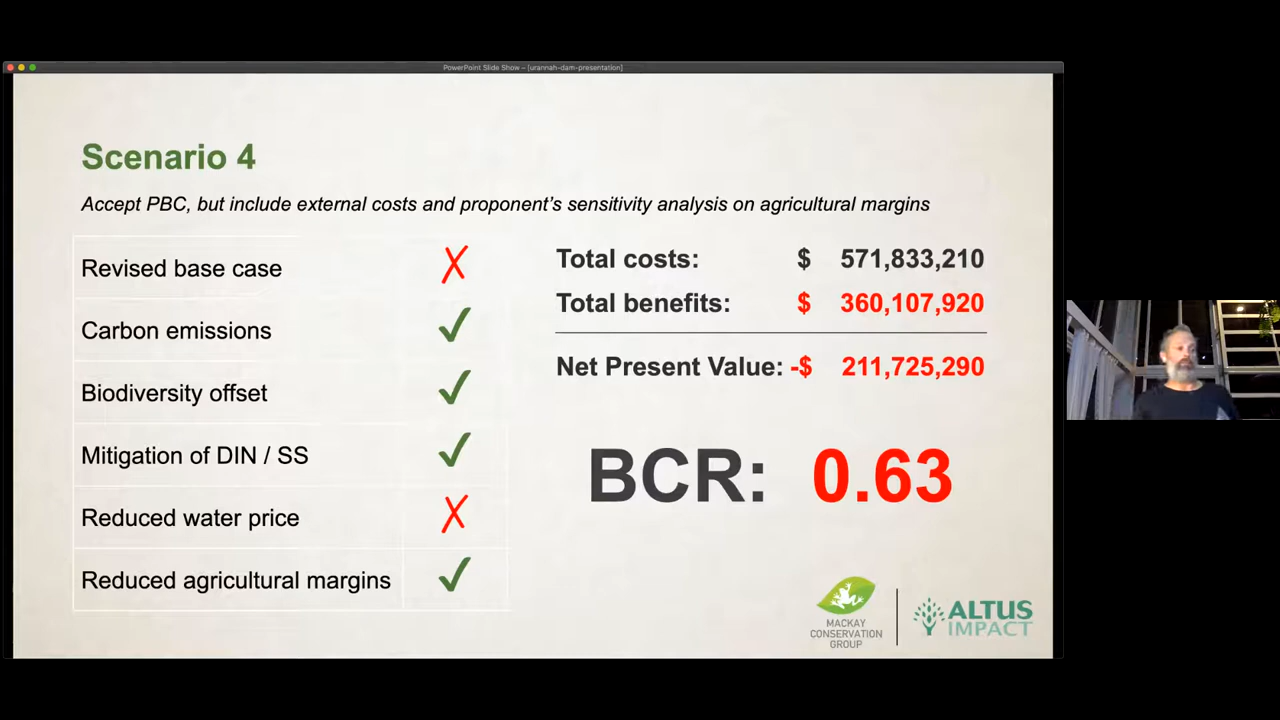 PowerPoint Slide Show – [urannah-dam-presentation]
Scenario 4
Accept PBC, but include external costs and proponent's sensitivity analysis on agricultural margins
Revised base case ✗
Carbon emissions ✓
Biodiversity offset ✓
Mitigation of DIN / SS ✓
Reduced water price ✗
Reduced agricultural margins ✓
Total costs: $ 571,833,210
Total benefits: $ 360,107,920
Net Present Value: -$ 211,725,290
BCR: 0.63
MACKAY
CONSERVATION
GROUP
ALTUS
IMPACT